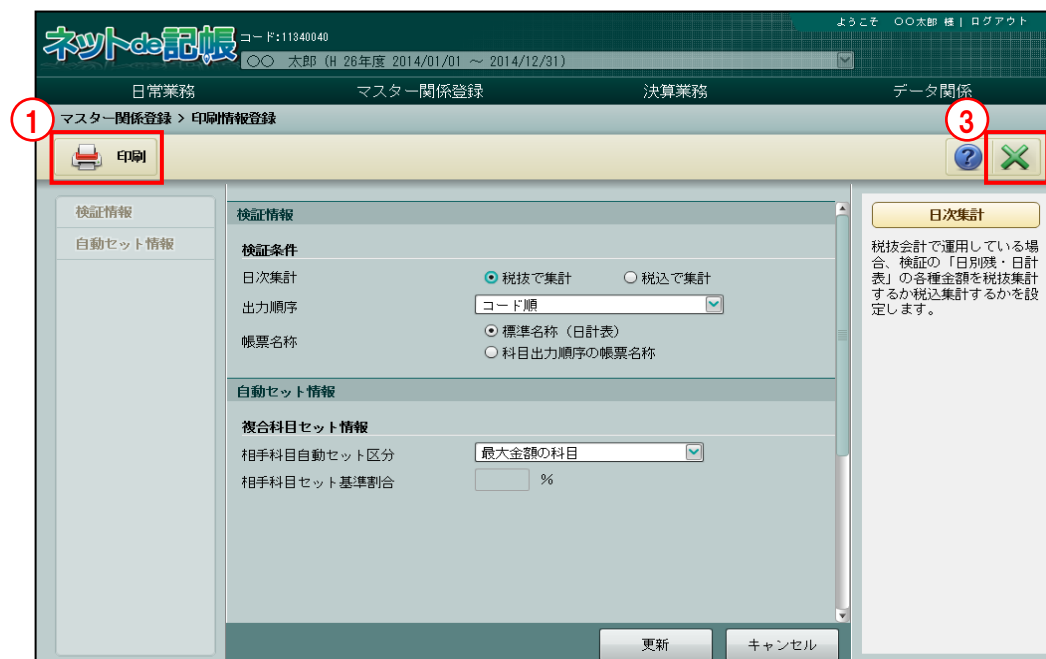 ようこそ 〇〇太郎 様 | ログアウト
ネットde記帳
コード:11340040
〇〇 太郎 (H 26年度 2014/01/01 ～ 2014/12/31)
日常業務 マスター関係登録 決算業務 データ関係
1
マスター関係登録 > 印刷情報登録
3
印刷
?
検証情報
自動セット情報
検証情報
検証条件
日次集計 税抜で集計 税込で集計
出力順序 コード順
帳票名称 標準名称（日計表）
科目出力順序の帳票名称
自動セット情報
複合科目セット情報
相手科目自動セット区分 最大金額の科目
相手科目セット基準割合 %
更新 キャンセル
日次集計
税抜会計で運用している場
合、検証の「日別残・日計
表」の各種金額を税抜集計
するか税込集計するかを設
定します。